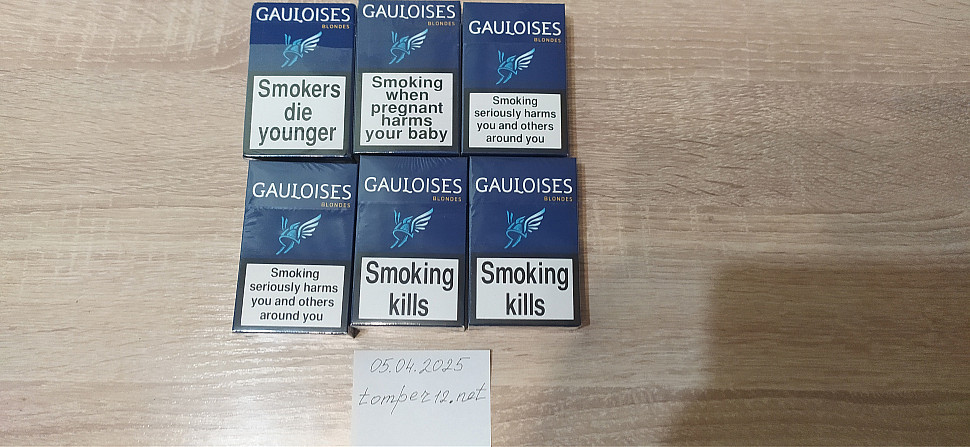 GAULOISES
BLONDES
Smokers
die
younger
GAULOISES
BLONDES
Smoking
when
pregnant
harms
your baby
GAULOISES
BLONDES
Smoking
seriously harms
you and others
around you
GAULOISES
BLONDES
Smoking
seriously harms
you and others
around you
GAULOISES
BLONDES
Smoking
kills
GAULOISES
BLONDES
Smoking
kills
05.04.2025
tomper12.net